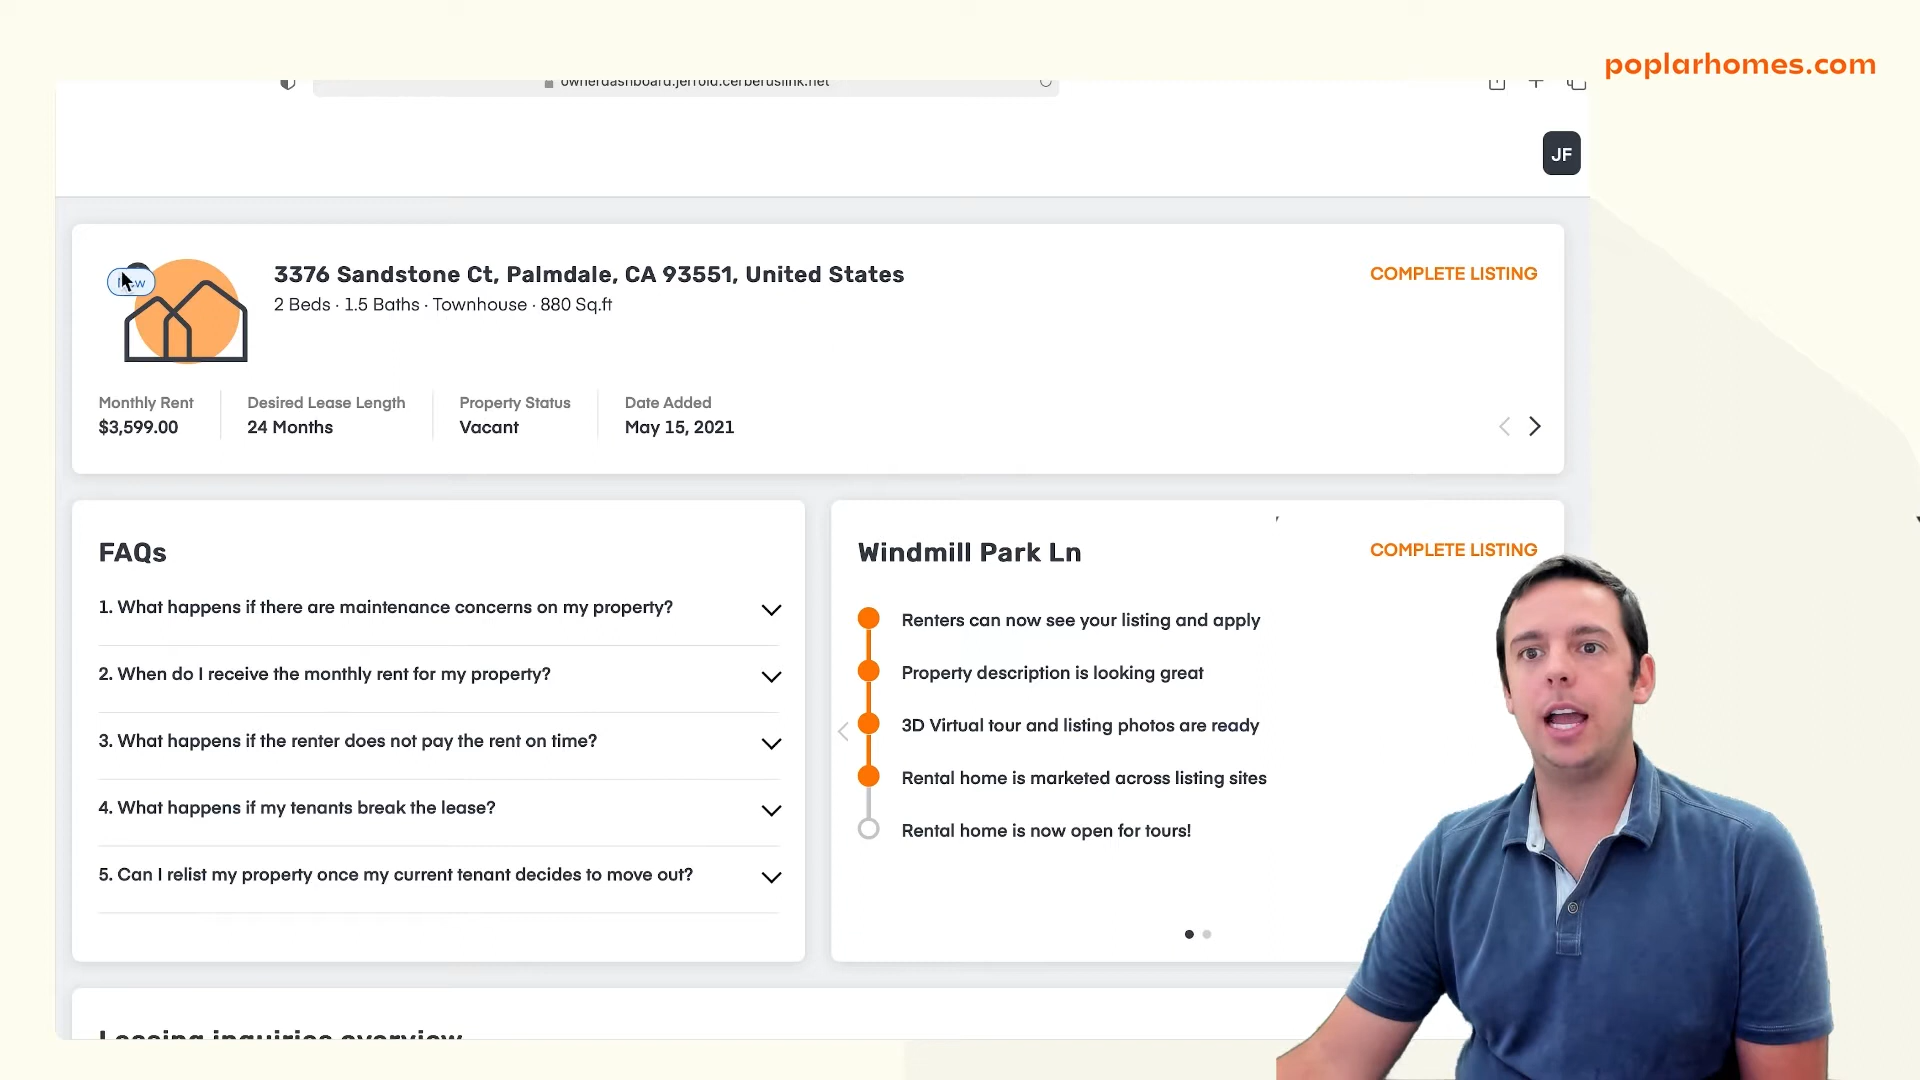 poplarhomes.com
ownerdashboard.jerrold.cerberuslink.net
JF
3376 Sandstone Ct, Palmdale, CA 93551, United States
COMPLETE LISTING
2 Beds · 1.5 Baths · Townhouse · 880 Sq.ft
Monthly Rent
$3,599.00
Desired Lease Length
24 Months
Property Status
Vacant
Date Added
May 15, 2021
FAQs
1. What happens if there are maintenance concerns on my property?
2. When do I receive the monthly rent for my property?
3. What happens if the renter does not pay the rent on time?
4. What happens if my tenants break the lease?
5. Can I relist my property once my current tenant decides to move out?
Windmill Park Ln
COMPLETE LISTING
Renters can now see your listing and apply
Property description is looking great
3D Virtual tour and listing photos are ready
Rental home is marketed across listing sites
Rental home is now open for tours!
Leasing inquiries overview